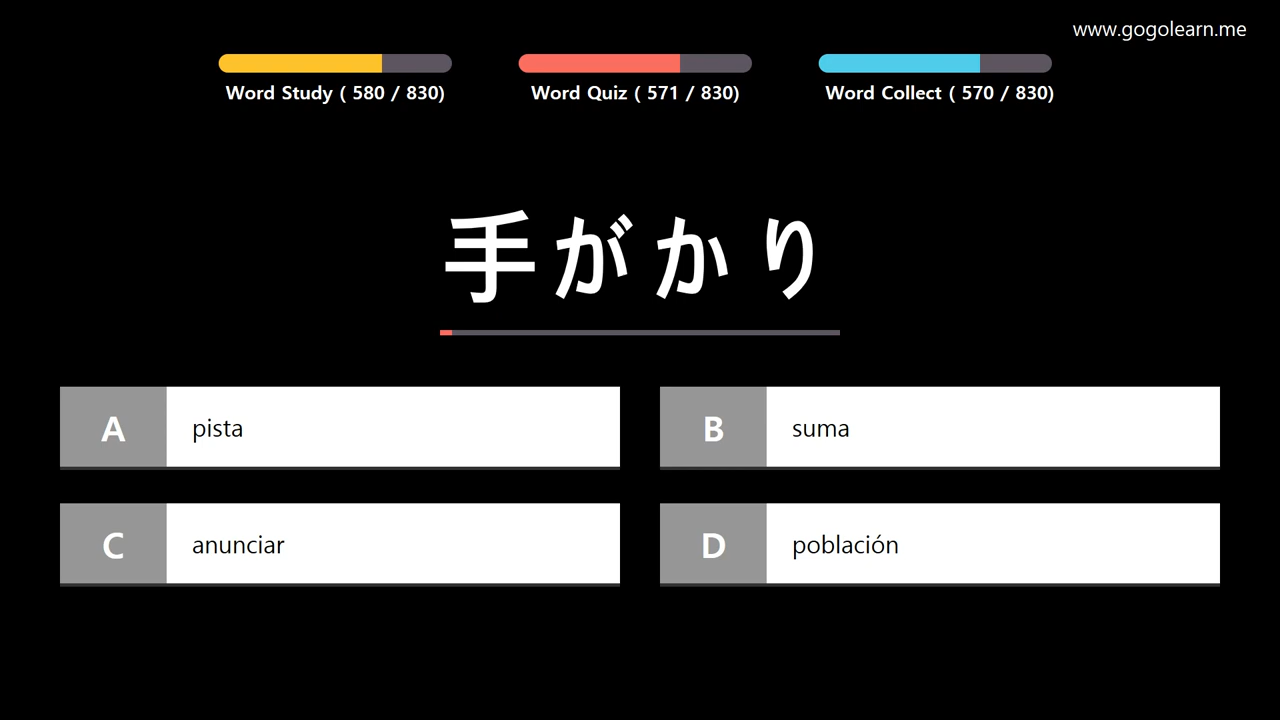 www.gogolearn.me
Word Study ( 580 / 830)
Word Quiz ( 571 / 830)
Word Collect ( 570 / 830)
手がかり
A pista
B suma
C anunciar
D población